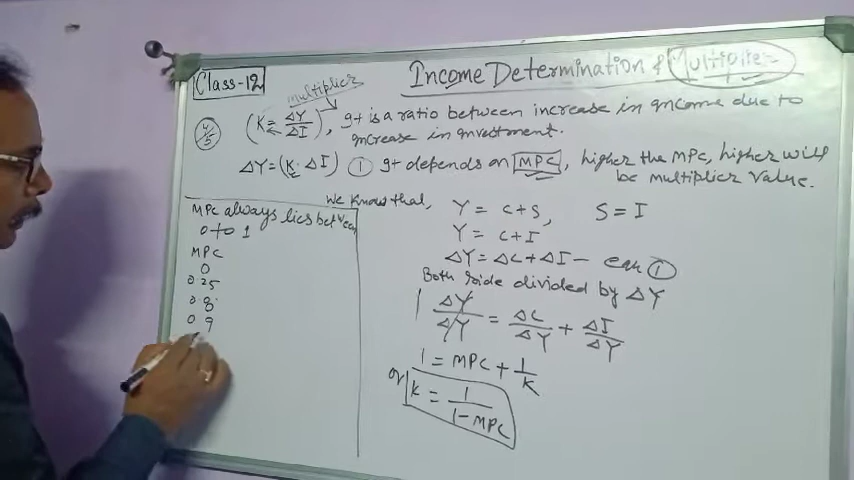 Class-12
Income Determination & Multiplier
multiplier
4/5
(K = ΔY/ΔI), It is a ratio between increase in income due to
increase in investment.
ΔY = (K. ΔI) ① It depends on MPC, higher the MPC, higher will
be multiplier value.
MPC always lies between
0 to 1
MPC
0
0.25
0.8
0.9
We know that, Y = C+S, S = I
Y = C+I
ΔY = ΔC + ΔI — eqn ①
Both side divided by ΔY
1 ΔY/ΔY = ΔC/ΔY + ΔI/ΔY
1 = MPC + 1/K
or K = 1/1-MPC